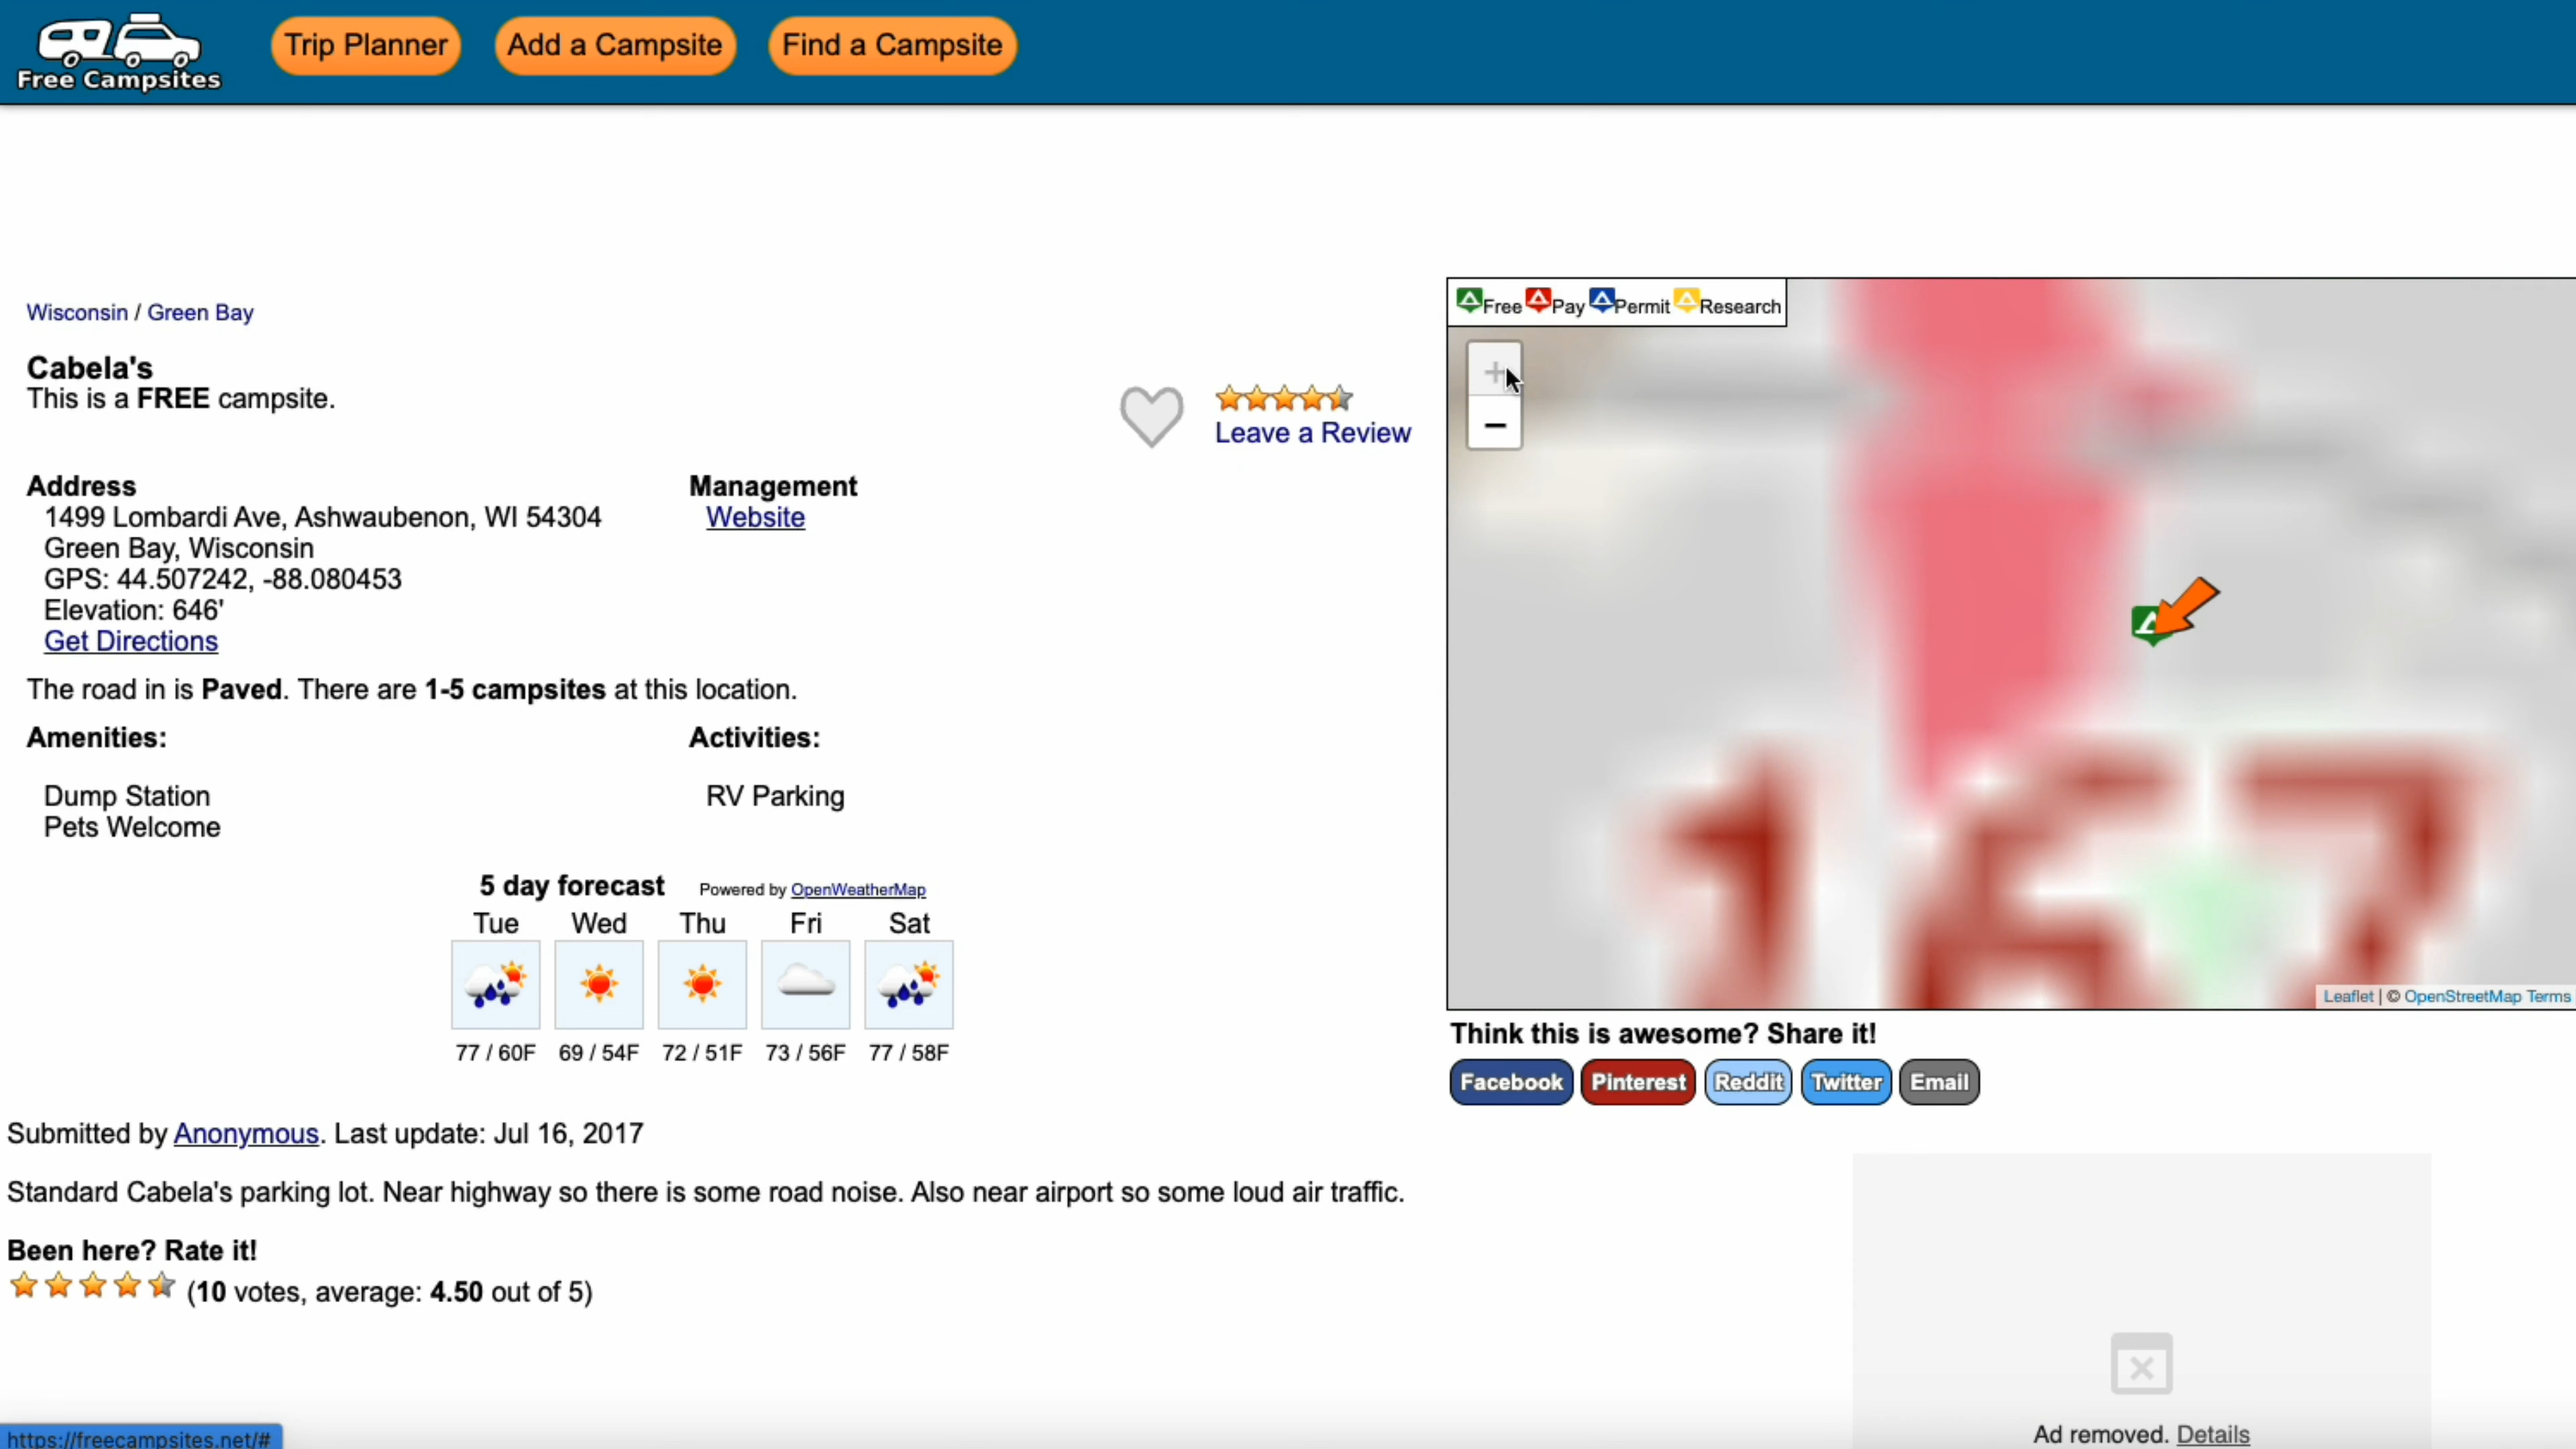 Free Campsites
Trip Planner
Add a Campsite
Find a Campsite
Wisconsin / Green Bay
Cabela's
This is a FREE campsite.
Leave a Review
Address
1499 Lombardi Ave, Ashwaubenon, WI 54304
Green Bay, Wisconsin
GPS: 44.507242, -88.080453
Elevation: 646'
Get Directions
Management
Website
The road in is Paved. There are 1-5 campsites at this location.
Amenities:
Dump Station
Pets Welcome
Activities:
RV Parking
5 day forecast Powered by OpenWeatherMap
Tue Wed Thu Fri Sat
77 / 60F 69 / 54F 72 / 51F 73 / 56F 77 / 58F
Submitted by Anonymous. Last update: Jul 16, 2017
Standard Cabela's parking lot. Near highway so there is some road noise. Also near airport so some loud air traffic.
Been here? Rate it!
(10 votes, average: 4.50 out of 5)
Free Pay Permit Research
+
−
167
Leaflet | © OpenStreetMap Terms
Think this is awesome? Share it!
Facebook Pinterest Reddit Twitter Email
Ad removed. Details
https://freecampsites.net/#